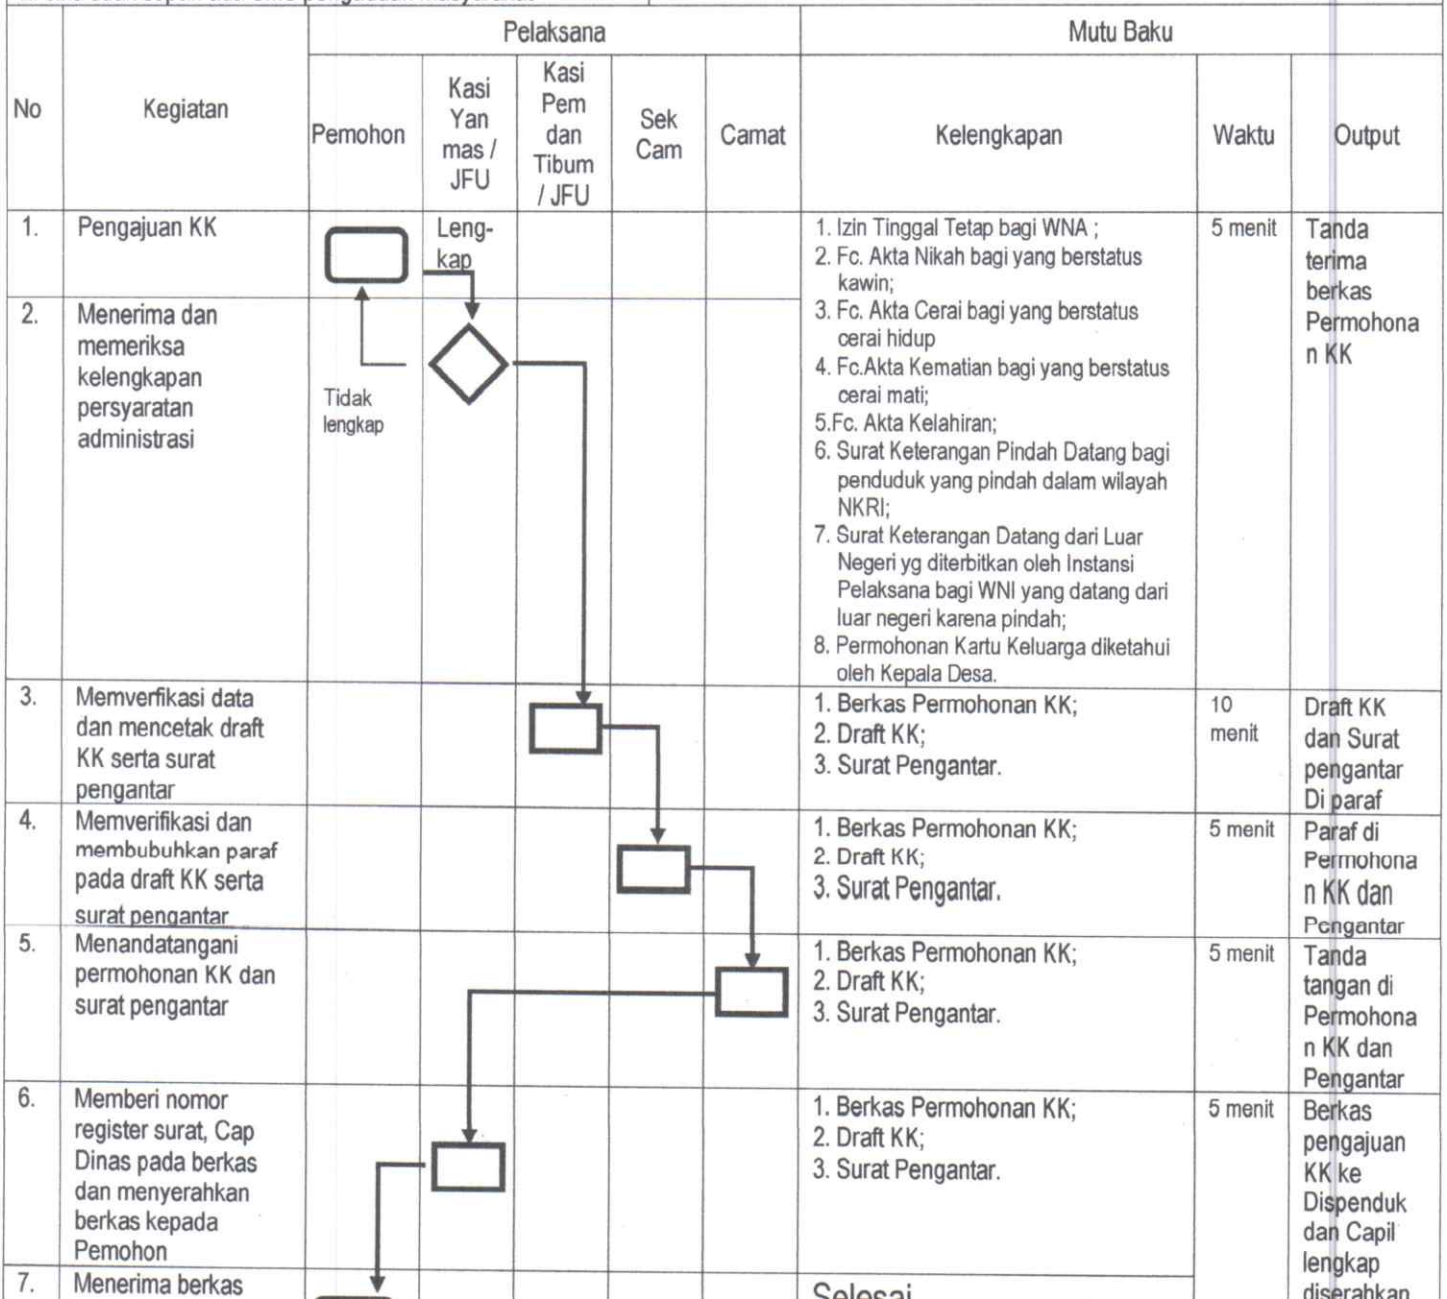 Pelaksana
Mutu Baku
No
Kegiatan
Pemohon
Kasi
Yan
mas /
JFU
Kasi
Pem
dan
Tibum
/ JFU
Sek
Cam
Camat
Kelengkapan
Waktu
Output
1.
Pengajuan KK
Leng-
kap
1. Izin Tinggal Tetap bagi WNA ;
2. Fc. Akta Nikah bagi yang berstatus
kawin;
3. Fc. Akta Cerai bagi yang berstatus
cerai hidup
4. Fc.Akta Kematian bagi yang berstatus
cerai mati;
5.Fc. Akta Kelahiran;
6. Surat Keterangan Pindah Datang bagi
penduduk yang pindah dalam wilayah
NKRI;
7. Surat Keterangan Datang dari Luar
Negeri yg diterbitkan oleh Instansi
Pelaksana bagi WNI yang datang dari
luar negeri karena pindah;
8. Permohonan Kartu Keluarga diketahui
oleh Kepala Desa.
5 menit
Tanda
terima
berkas
Permohona
n KK
2.
Menerima dan
memeriksa
kelengkapan
persyaratan
administrasi
Tidak
lengkap
3.
Memverfikasi data
dan mencetak draft
KK serta surat
pengantar
1. Berkas Permohonan KK;
2. Draft KK;
3. Surat Pengantar.
10
menit
Draft KK
dan Surat
pengantar
Di paraf
4.
Memverifikasi dan
membubuhkan paraf
pada draft KK serta
surat pengantar
1. Berkas Permohonan KK;
2. Draft KK;
3. Surat Pengantar.
5 menit
Paraf di
Permohona
n KK dan
Pengantar
5.
Menandatangani
permohonan KK dan
surat pengantar
1. Berkas Permohonan KK;
2. Draft KK;
3. Surat Pengantar.
5 menit
Tanda
tangan di
Permohona
n KK dan
Pengantar
6.
Memberi nomor
register surat, Cap
Dinas pada berkas
dan menyerahkan
berkas kepada
Pemohon
1. Berkas Permohonan KK;
2. Draft KK;
3. Surat Pengantar.
5 menit
Berkas
pengajuan
KK ke
Dispenduk
dan Capil
lengkap
diserahkan
7.
Menerima berkas
Selesai